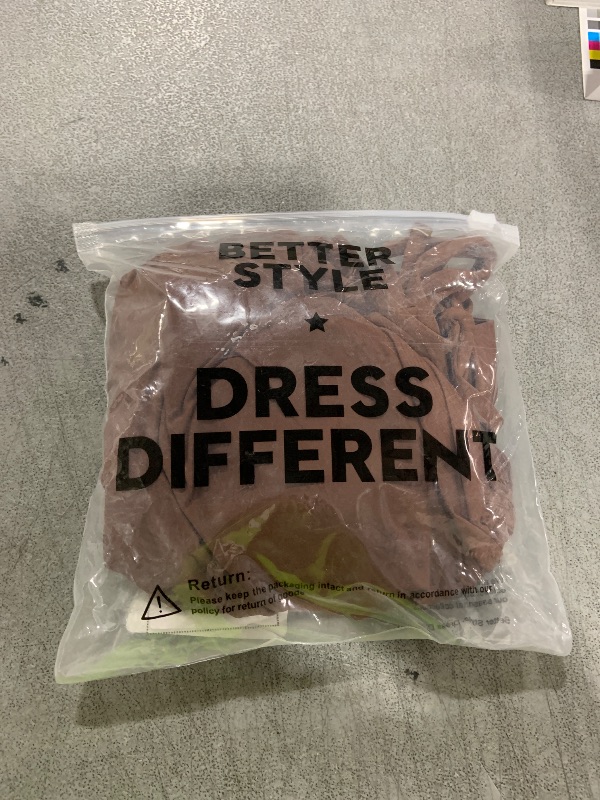 BETTER
STYLE
DRESS
DIFFERENT
Return:
Please keep the packaging intact and return in accordance with our
policy for return of goods